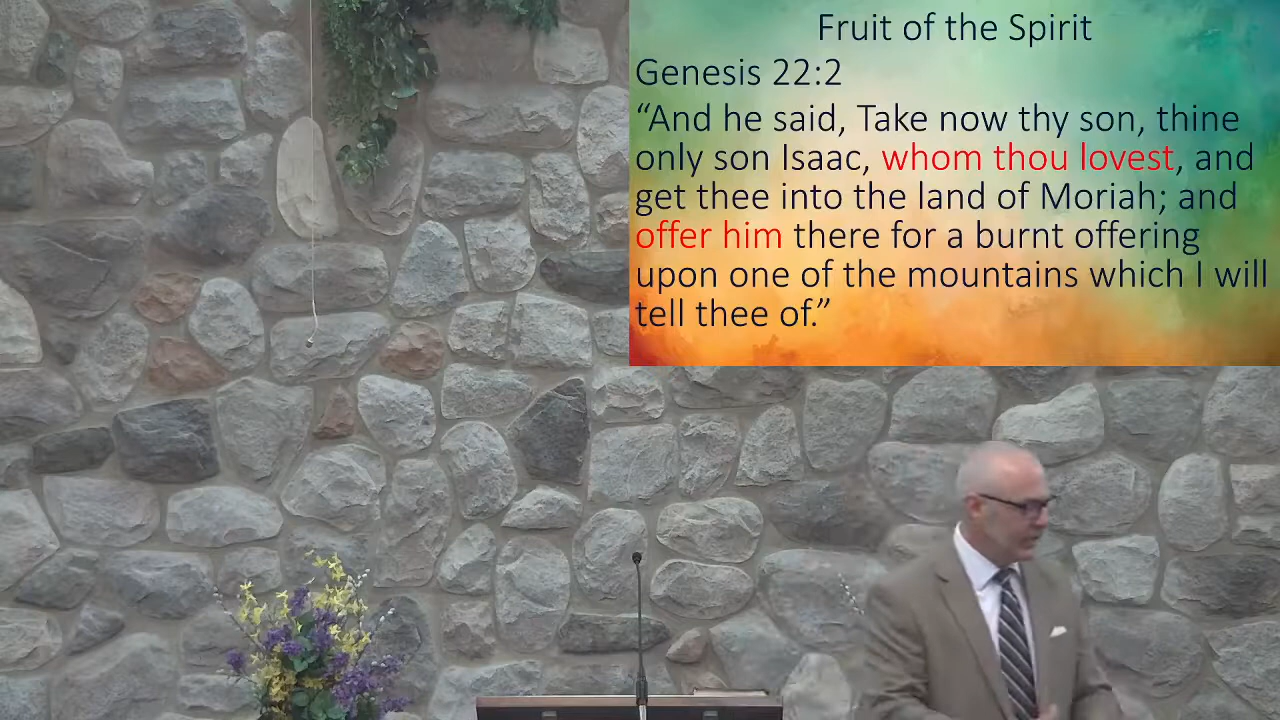 Fruit of the Spirit
Genesis 22:2
“And he said, Take now thy son, thine
only son Isaac, whom thou lovest, and
get thee into the land of Moriah; and
offer him there for a burnt offering
upon one of the mountains which I will
tell thee of.”